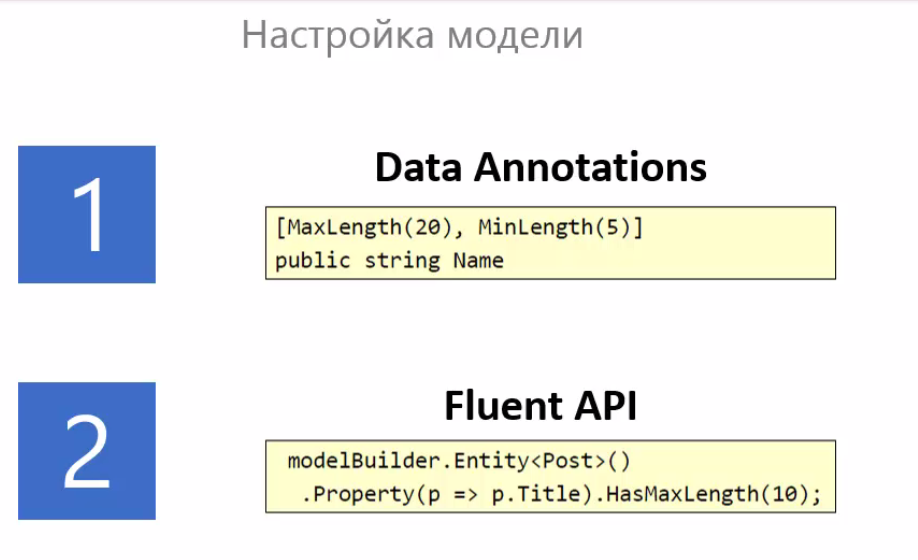 Настройка модели
1
Data Annotations
[MaxLength(20), MinLength(5)]
public string Name
2
Fluent API
modelBuilder.Entity<Post>()
.Property(p => p.Title).HasMaxLength(10);